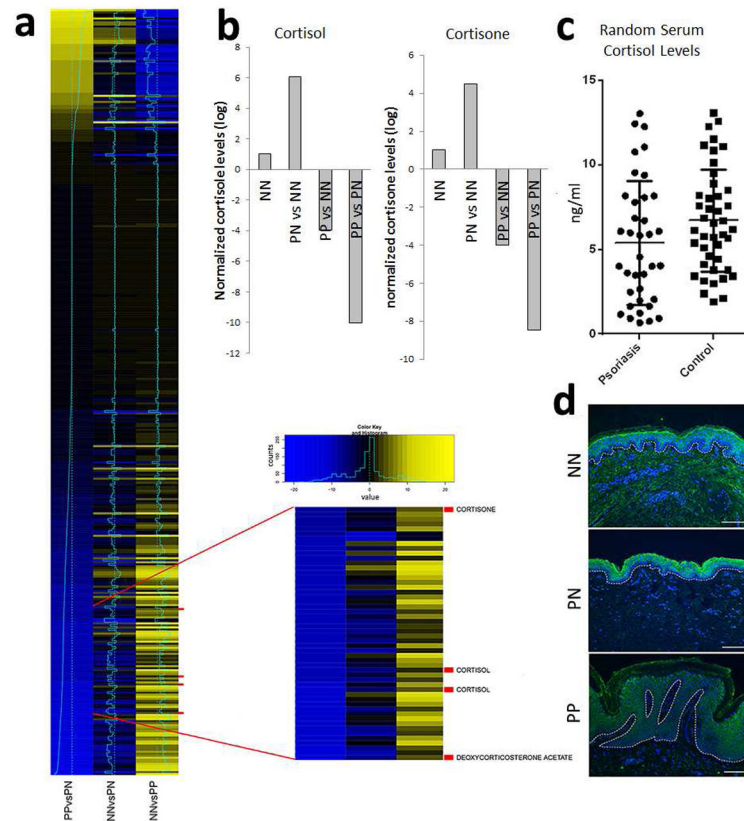 a
PPvsPN
NNvsPN
NNvsPP
b
Cortisol
Normalized cortisole levels (log)
8
6
4
2
0
-2
-4
-6
-8
-10
-12
NN
PN vs NN
PP vs NN
PP vs PN
Cortisone
normalized cortisone levels (log)
6
4
2
0
-2
-4
-6
-8
-10
NN
PN vs NN
PP vs NN
PP vs PN
c
Random Serum
Cortisol Levels
ng/ml
15
10
5
0
Psoriasis
Control
Color Key
and Histogram
counts
0
50
150
250
-20
-10
0
10
20
value
CORTISONE
CORTISOL
CORTISOL
DEOXYCORTICOSTERONE ACETATE
d
NN
PN
PP